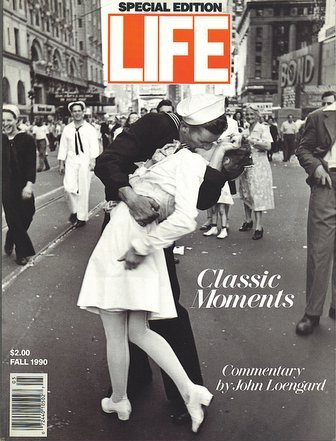 SPECIAL EDITION
LIFE
BOND
Classic
Moments
$2.00
FALL 1990
Commentary
by John Loengard